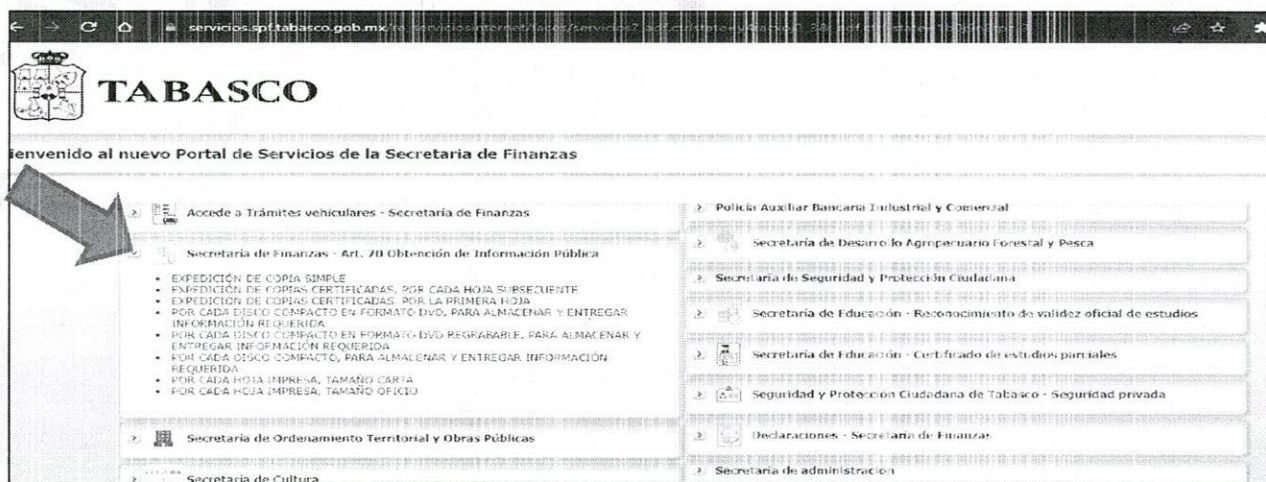 servicios.spf.tabasco.gob.mx
TABASCO
ienvenido al nuevo Portal de Servicios de la Secretaria de Finanzas
Accede a Trámites vehiculares - Secretaría de Finanzas
Secretaria de Finanzas - Art. 70 Obtención de Información Pública
• EXPEDICIÓN DE COPIA SIMPLE
• EXPEDICIÓN DE COPIAS CERTIFICADAS, POR CADA HOJA SUBSECUENTE
• EXPEDICIÓN DE COPIAS CERTIFICADAS, POR LA PRIMERA HOJA
• POR CADA DISCO COMPACTO EN FORMATO DVD, PARA ALMACENAR Y ENTREGAR
INFORMACIÓN REQUERIDA
• POR CADA DISCO COMPACTO EN FORMATO DVD REGRABABLE, PARA ALMACENAR Y
ENTREGAR INFORMACIÓN REQUERIDA
• POR CADA DISCO COMPACTO, PARA ALMACENAR Y ENTREGAR INFORMACIÓN
REQUERIDA
• POR CADA HOJA IMPRESA, TAMAÑO CARTA
• POR CADA HOJA IMPRESA, TAMAÑO OFICIO
Secretaria de Ordenamiento Territorial y Obras Públicas
Secretaria de Cultura
Policía Auxiliar Bancaria Industrial y Comercial
Secretaría de Desarrollo Agropecuario Forestal y Pesca
Secretaria de Seguridad y Protección Ciudadana
Secretaría de Educación - Reconocimiento de validez oficial de estudios
Secretaría de Educación - Certificado de estudios parciales
Seguridad y Protección Ciudadana de Tabasco - Seguridad privada
Declaraciones - Secretaría de Finanzas
Secretaria de administración